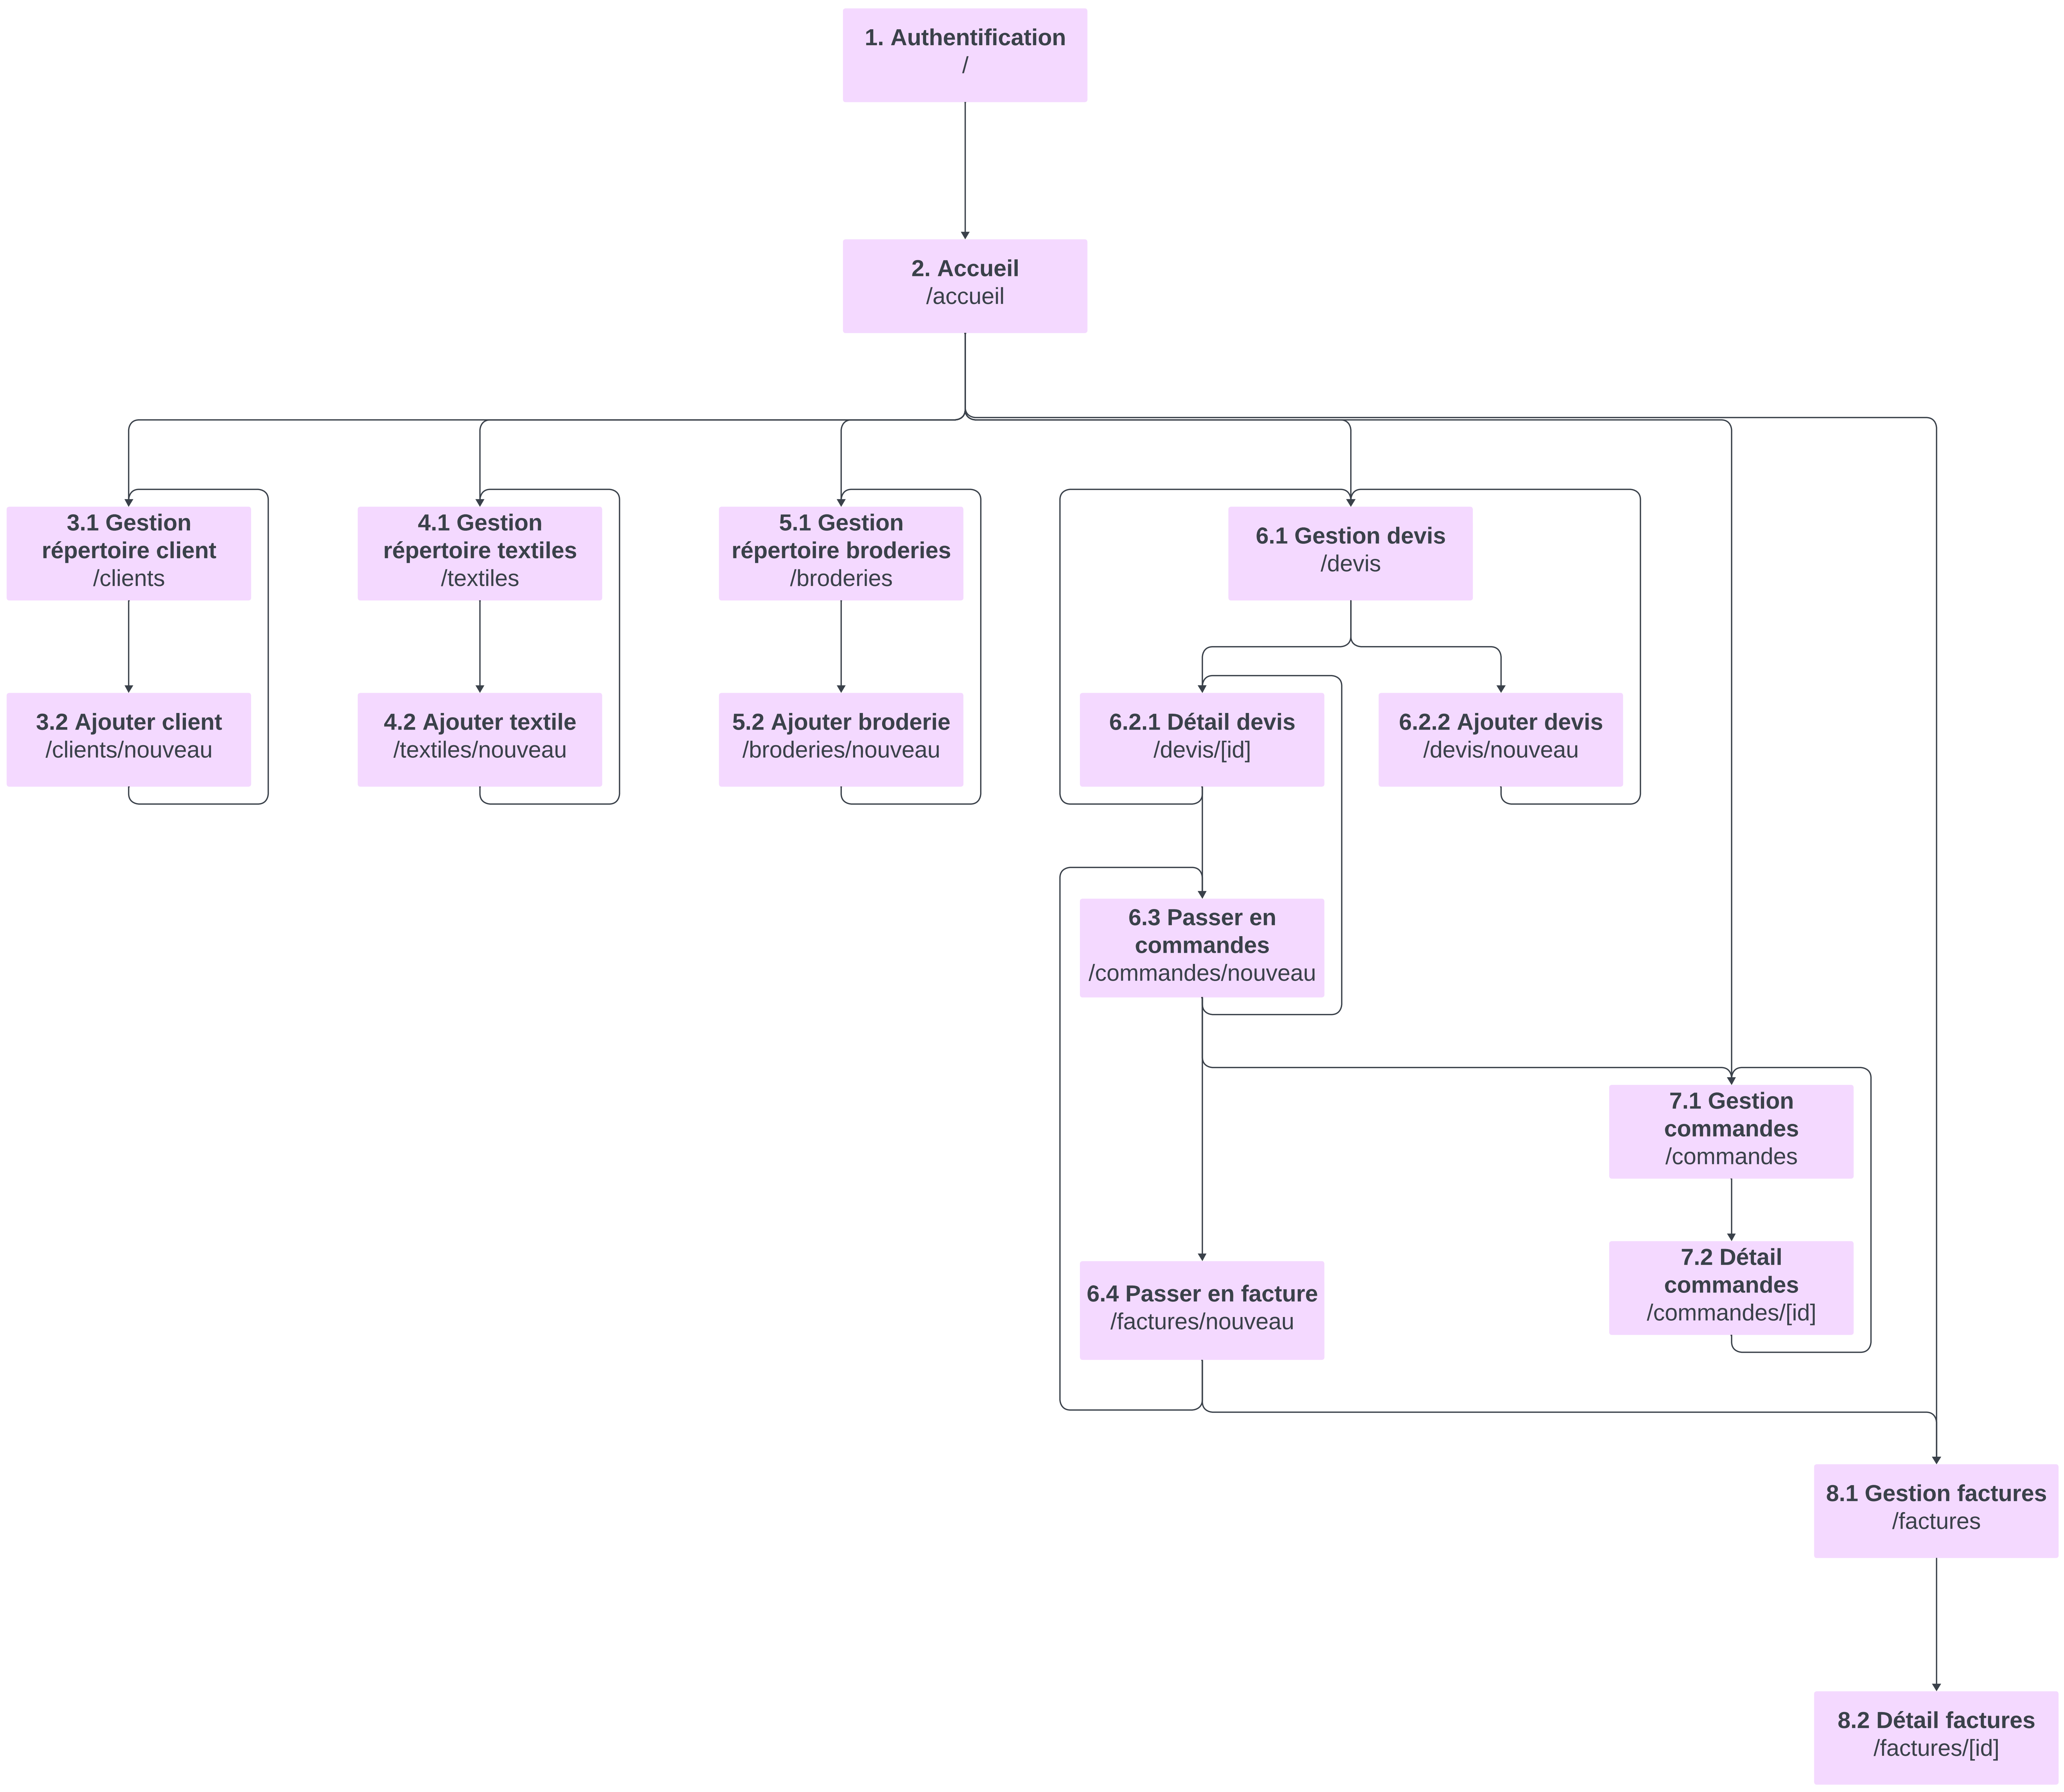 1. Authentification
/
2. Accueil
/accueil
3.1 Gestion
répertoire client
/clients
4.1 Gestion
répertoire textiles
/textiles
5.1 Gestion
répertoire broderies
/broderies
6.1 Gestion devis
/devis
3.2 Ajouter client
/clients/nouveau
4.2 Ajouter textile
/textiles/nouveau
5.2 Ajouter broderie
/broderies/nouveau
6.2.1 Détail devis
/devis/[id]
6.2.2 Ajouter devis
/devis/nouveau
6.3 Passer en
commandes
/commandes/nouveau
7.1 Gestion
commandes
/commandes
6.4 Passer en facture
/factures/nouveau
7.2 Détail
commandes
/commandes/[id]
8.1 Gestion factures
/factures
8.2 Détail factures
/factures/[id]